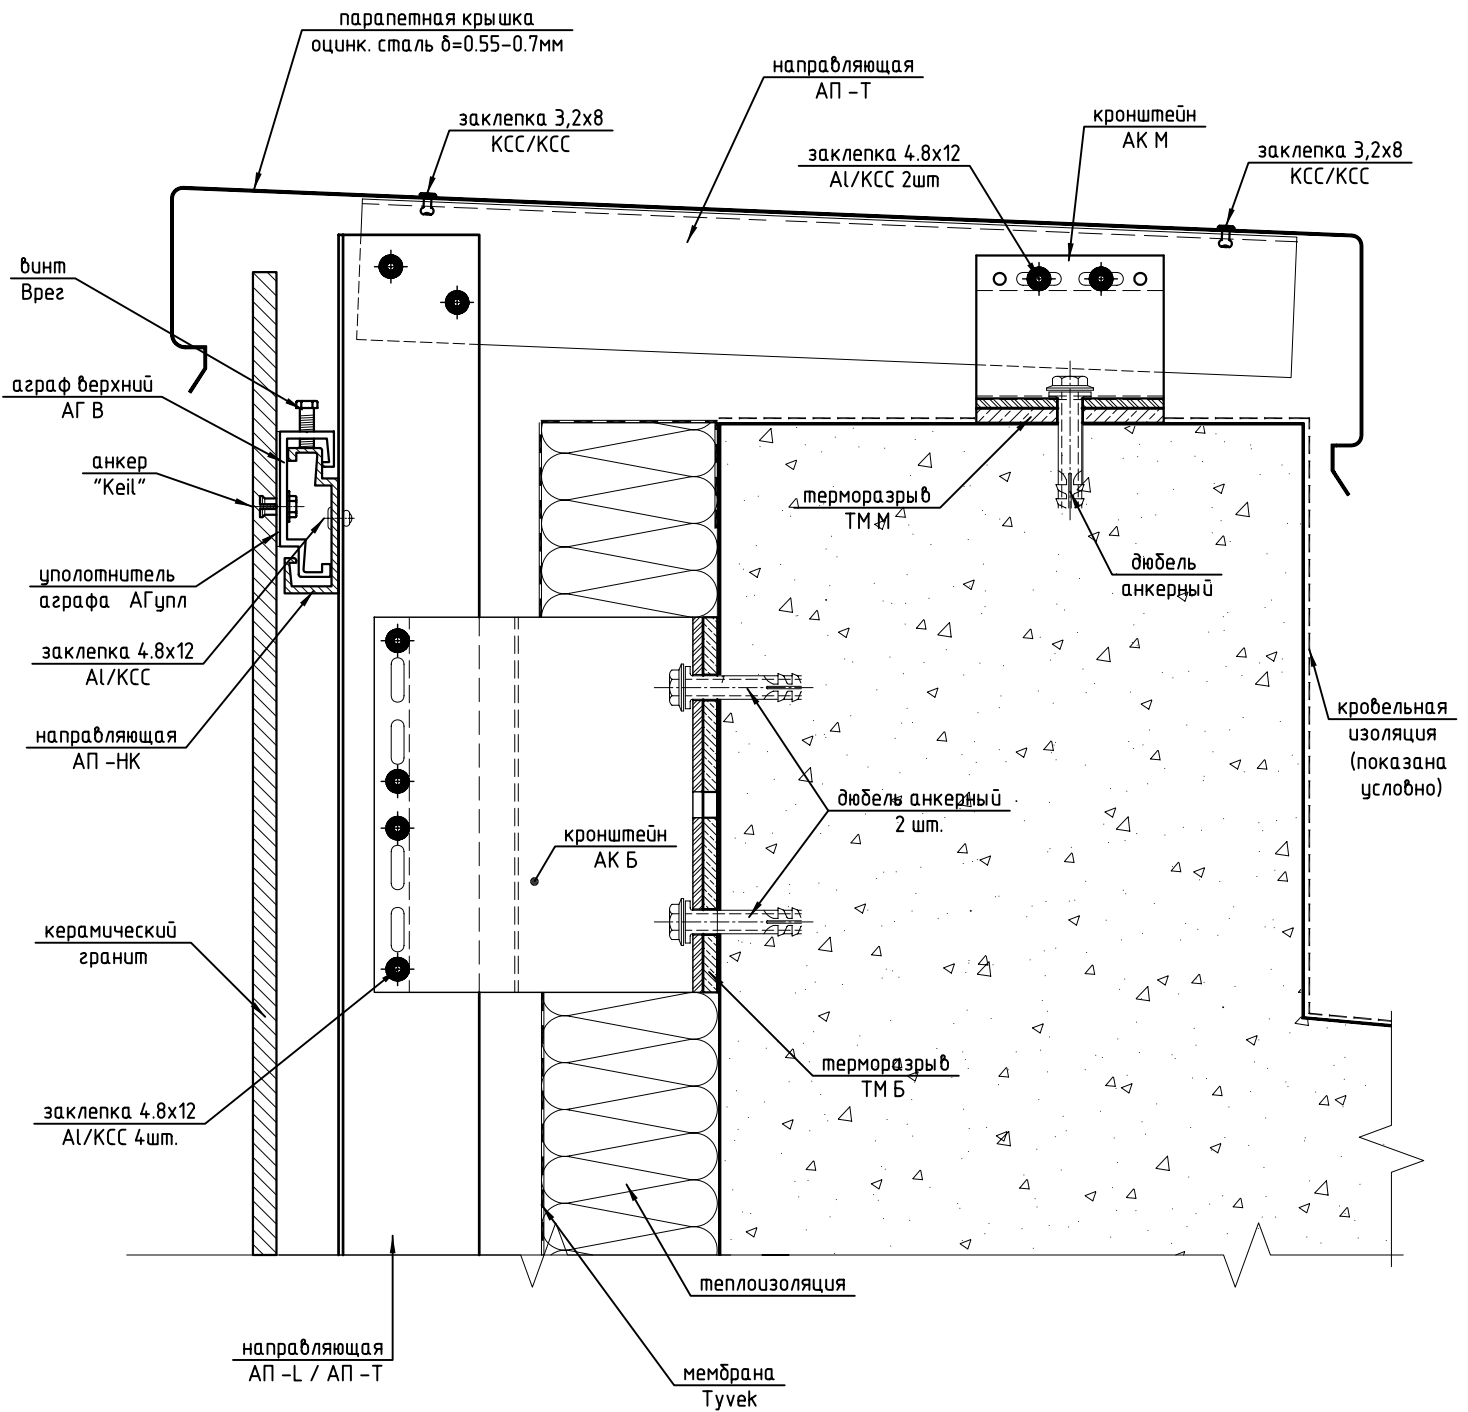 парапетная крышка
оцинк. сталь δ=0.55-0.7мм
направляющая
АП -Т
заклепка 3,2х8
КСС/КСС
кронштейн
АК М
заклепка 4.8х12
Al/КСС 2шт
заклепка 3,2х8
КСС/КСС
винт
Врег
аграф верхний
АГ В
анкер
"Keil"
терморазрыв
ТМ М
дюбель
анкерный
уполотнитель
аграфа АГупл
заклепка 4.8х12
Al/КСС
направляющая
АП -НК
кровельная
изоляция
(показана
условно)
дюбель анкерный
2 шт.
кронштейн
АК Б
керамический
гранит
терморазрыв
ТМ Б
заклепка 4.8х12
Al/КСС 4шт.
теплоизоляция
направляющая
АП -L / АП -Т
мембрана
Tyvek